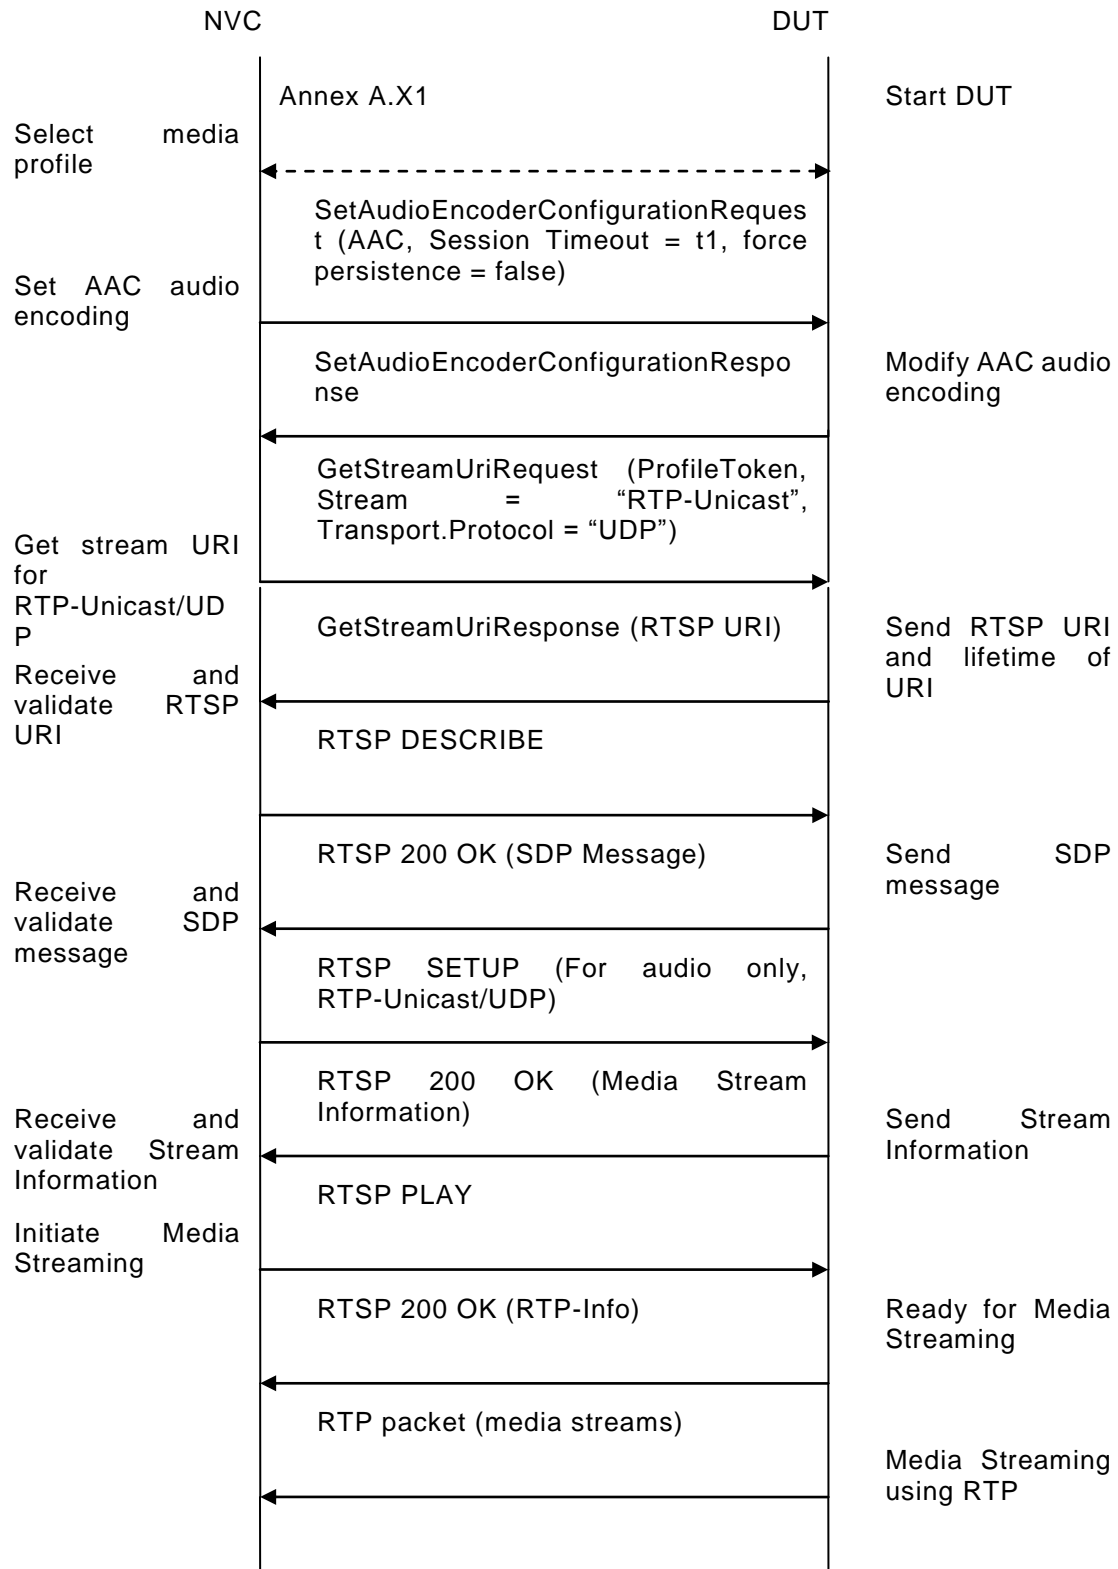 NVC
DUT
Annex A.X1
Start DUT
Select media
profile
SetAudioEncoderConfigurationReques
t (AAC, Session Timeout = t1, force
persistence = false)
Set AAC audio
encoding
SetAudioEncoderConfigurationRespo
nse
Modify AAC audio
encoding
GetStreamUriRequest (ProfileToken,
Stream = “RTP-Unicast”,
Transport.Protocol = “UDP”)
Get stream URI
for
RTP-Unicast/UD
P
GetStreamUriResponse (RTSP URI)
Send RTSP URI
and lifetime of
URI
Receive and
validate RTSP
URI
RTSP DESCRIBE
RTSP 200 OK (SDP Message)
Send SDP
message
Receive and
validate SDP
message
RTSP SETUP (For audio only,
RTP-Unicast/UDP)
RTSP 200 OK (Media Stream
Information)
Send Stream
Information
Receive and
validate Stream
Information
RTSP PLAY
Initiate Media
Streaming
RTSP 200 OK (RTP-Info)
Ready for Media
Streaming
RTP packet (media streams)
Media Streaming
using RTP